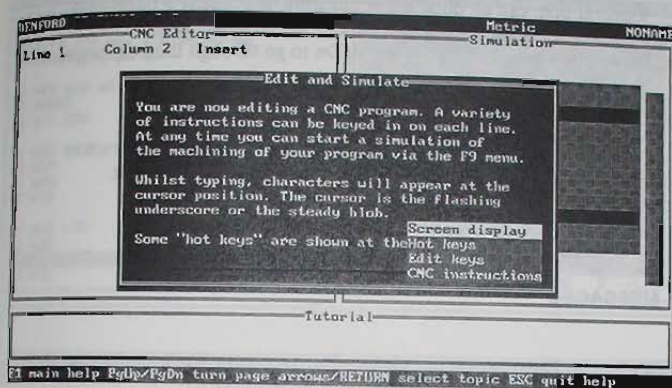 DENFORD Metric NONAME
CNC Editor Simulation
Line 1 Column 2 Insert
Edit and Simulate
You are now editing a CNC program. A variety
of instructions can be keyed in on each line.
At any time you can start a simulation of
the machining of your program via the F9 menu.
Whilst typing, characters will appear at the
cursor position. The cursor is the flashing
underscore or the steady blob.
Screen display
Some "hot keys" are shown at the Hot keys
Edit keys
CNC instructions
Tutorial
F1 main help PgUp/PgDn turn page arrows/RETURN select topic ESC quit help